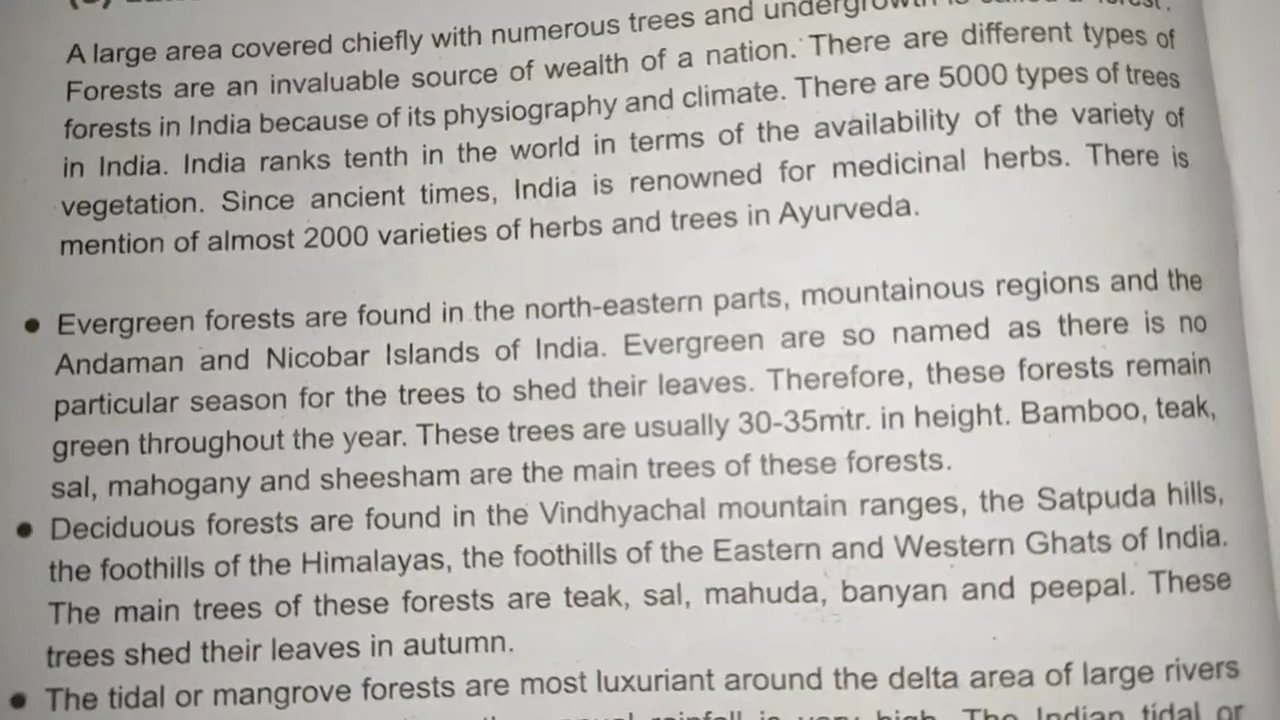 A large area covered chiefly with numerous trees and undergrowth is called a forest.
Forests are an invaluable source of wealth of a nation. There are different types of
forests in India because of its physiography and climate. There are 5000 types of trees
in India. India ranks tenth in the world in terms of the availability of the variety of
vegetation. Since ancient times, India is renowned for medicinal herbs. There is
mention of almost 2000 varieties of herbs and trees in Ayurveda.
● Evergreen forests are found in the north-eastern parts, mountainous regions and the
Andaman and Nicobar Islands of India. Evergreen are so named as there is no
particular season for the trees to shed their leaves. Therefore, these forests remain
green throughout the year. These trees are usually 30-35mtr. in height. Bamboo, teak,
sal, mahogany and sheesham are the main trees of these forests.
● Deciduous forests are found in the Vindhyachal mountain ranges, the Satpuda hills,
the foothills of the Himalayas, the foothills of the Eastern and Western Ghats of India.
The main trees of these forests are teak, sal, mahuda, banyan and peepal. These
trees shed their leaves in autumn.
● The tidal or mangrove forests are most luxuriant around the delta area of large rivers
rainfall is very high. The Indian tidal or